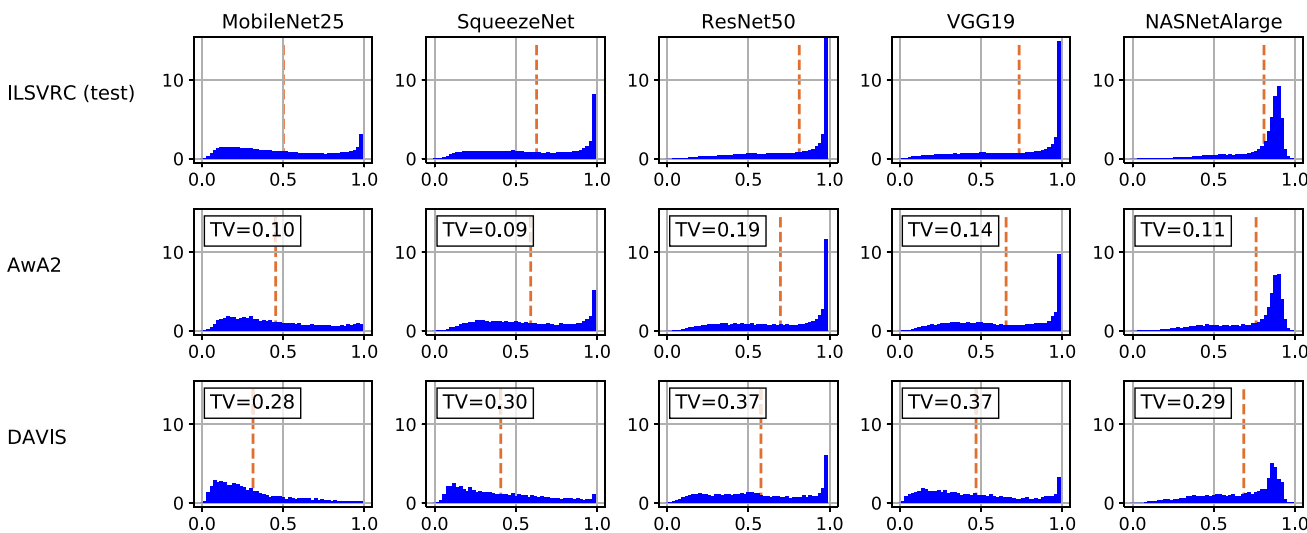 MobileNet25 SqueezeNet ResNet50 VGG19 NASNetAlarge
ILSVRC (test)
10 10 10 10 10
0 0 0 0 0
0.0 0.5 1.0 0.0 0.5 1.0 0.0 0.5 1.0 0.0 0.5 1.0 0.0 0.5 1.0
AwA2
TV=0.10 TV=0.09 TV=0.19 TV=0.14 TV=0.11
10 10 10 10 10
0 0 0 0 0
0.0 0.5 1.0 0.0 0.5 1.0 0.0 0.5 1.0 0.0 0.5 1.0 0.0 0.5 1.0
DAVIS
TV=0.28 TV=0.30 TV=0.37 TV=0.37 TV=0.29
10 10 10 10 10
0 0 0 0 0
0.0 0.5 1.0 0.0 0.5 1.0 0.0 0.5 1.0 0.0 0.5 1.0 0.0 0.5 1.0